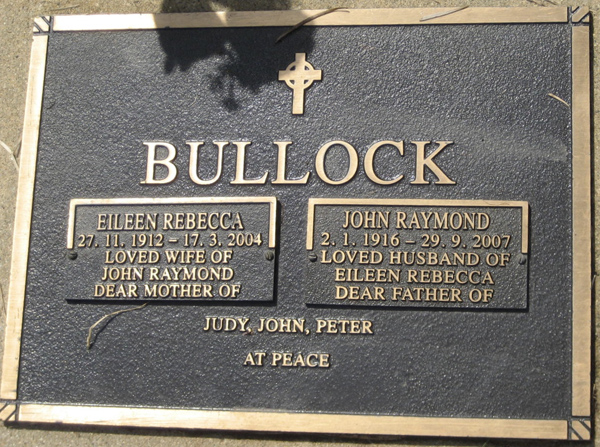 BULLOCK
EILEEN REBECCA
27. 11. 1912 – 17. 3. 2004
LOVED WIFE OF
JOHN RAYMOND
DEAR MOTHER OF
JOHN RAYMOND
2. 1. 1916 – 29. 9. 2007
LOVED HUSBAND OF
EILEEN REBECCA
DEAR FATHER OF
JUDY, JOHN, PETER
AT PEACE